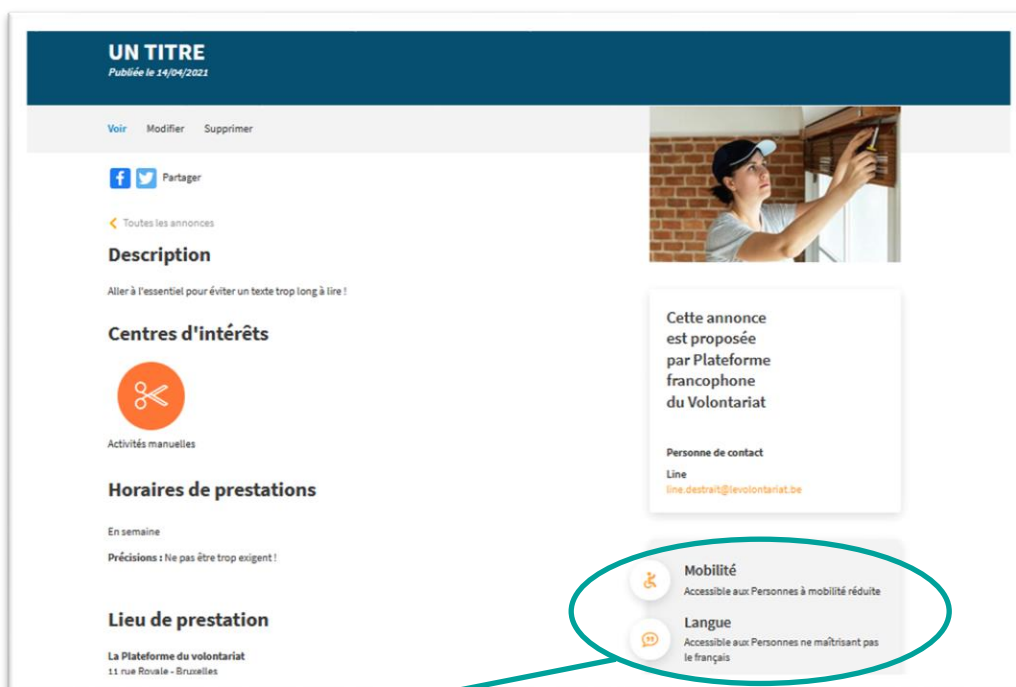 UN TITRE
Publiée le 14/04/2021
Voir Modifier Supprimer
Partager
Toutes les annonces
Description
Aller à l'essentiel pour éviter un texte trop long à lire !
Centres d'intérêts
Activités manuelles
Horaires de prestations
En semaine
Précisions : Ne pas être trop exigent !
Lieu de prestation
La Plateforme du volontariat
11 rue Royale - Bruxelles
Cette annonce
est proposée
par Plateforme
francophone
du Volontariat
Personne de contact
Line
line.destrait@levolontariat.be
Mobilité
Accessible aux Personnes à mobilité réduite
Langue
Accessible aux Personnes ne maîtrisant pas
le français